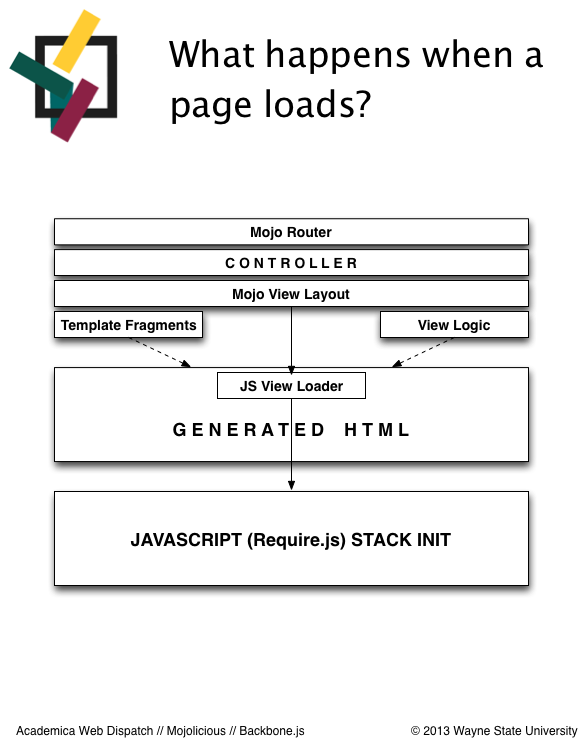 What happens when a
page loads?
Mojo Router
CONTROLLER
Mojo View Layout
Template Fragments
View Logic
JS View Loader
GENERATED HTML
JAVASCRIPT (Require.js) STACK INIT
Academica Web Dispatch // Mojolicious // Backbone.js
© 2013 Wayne State University